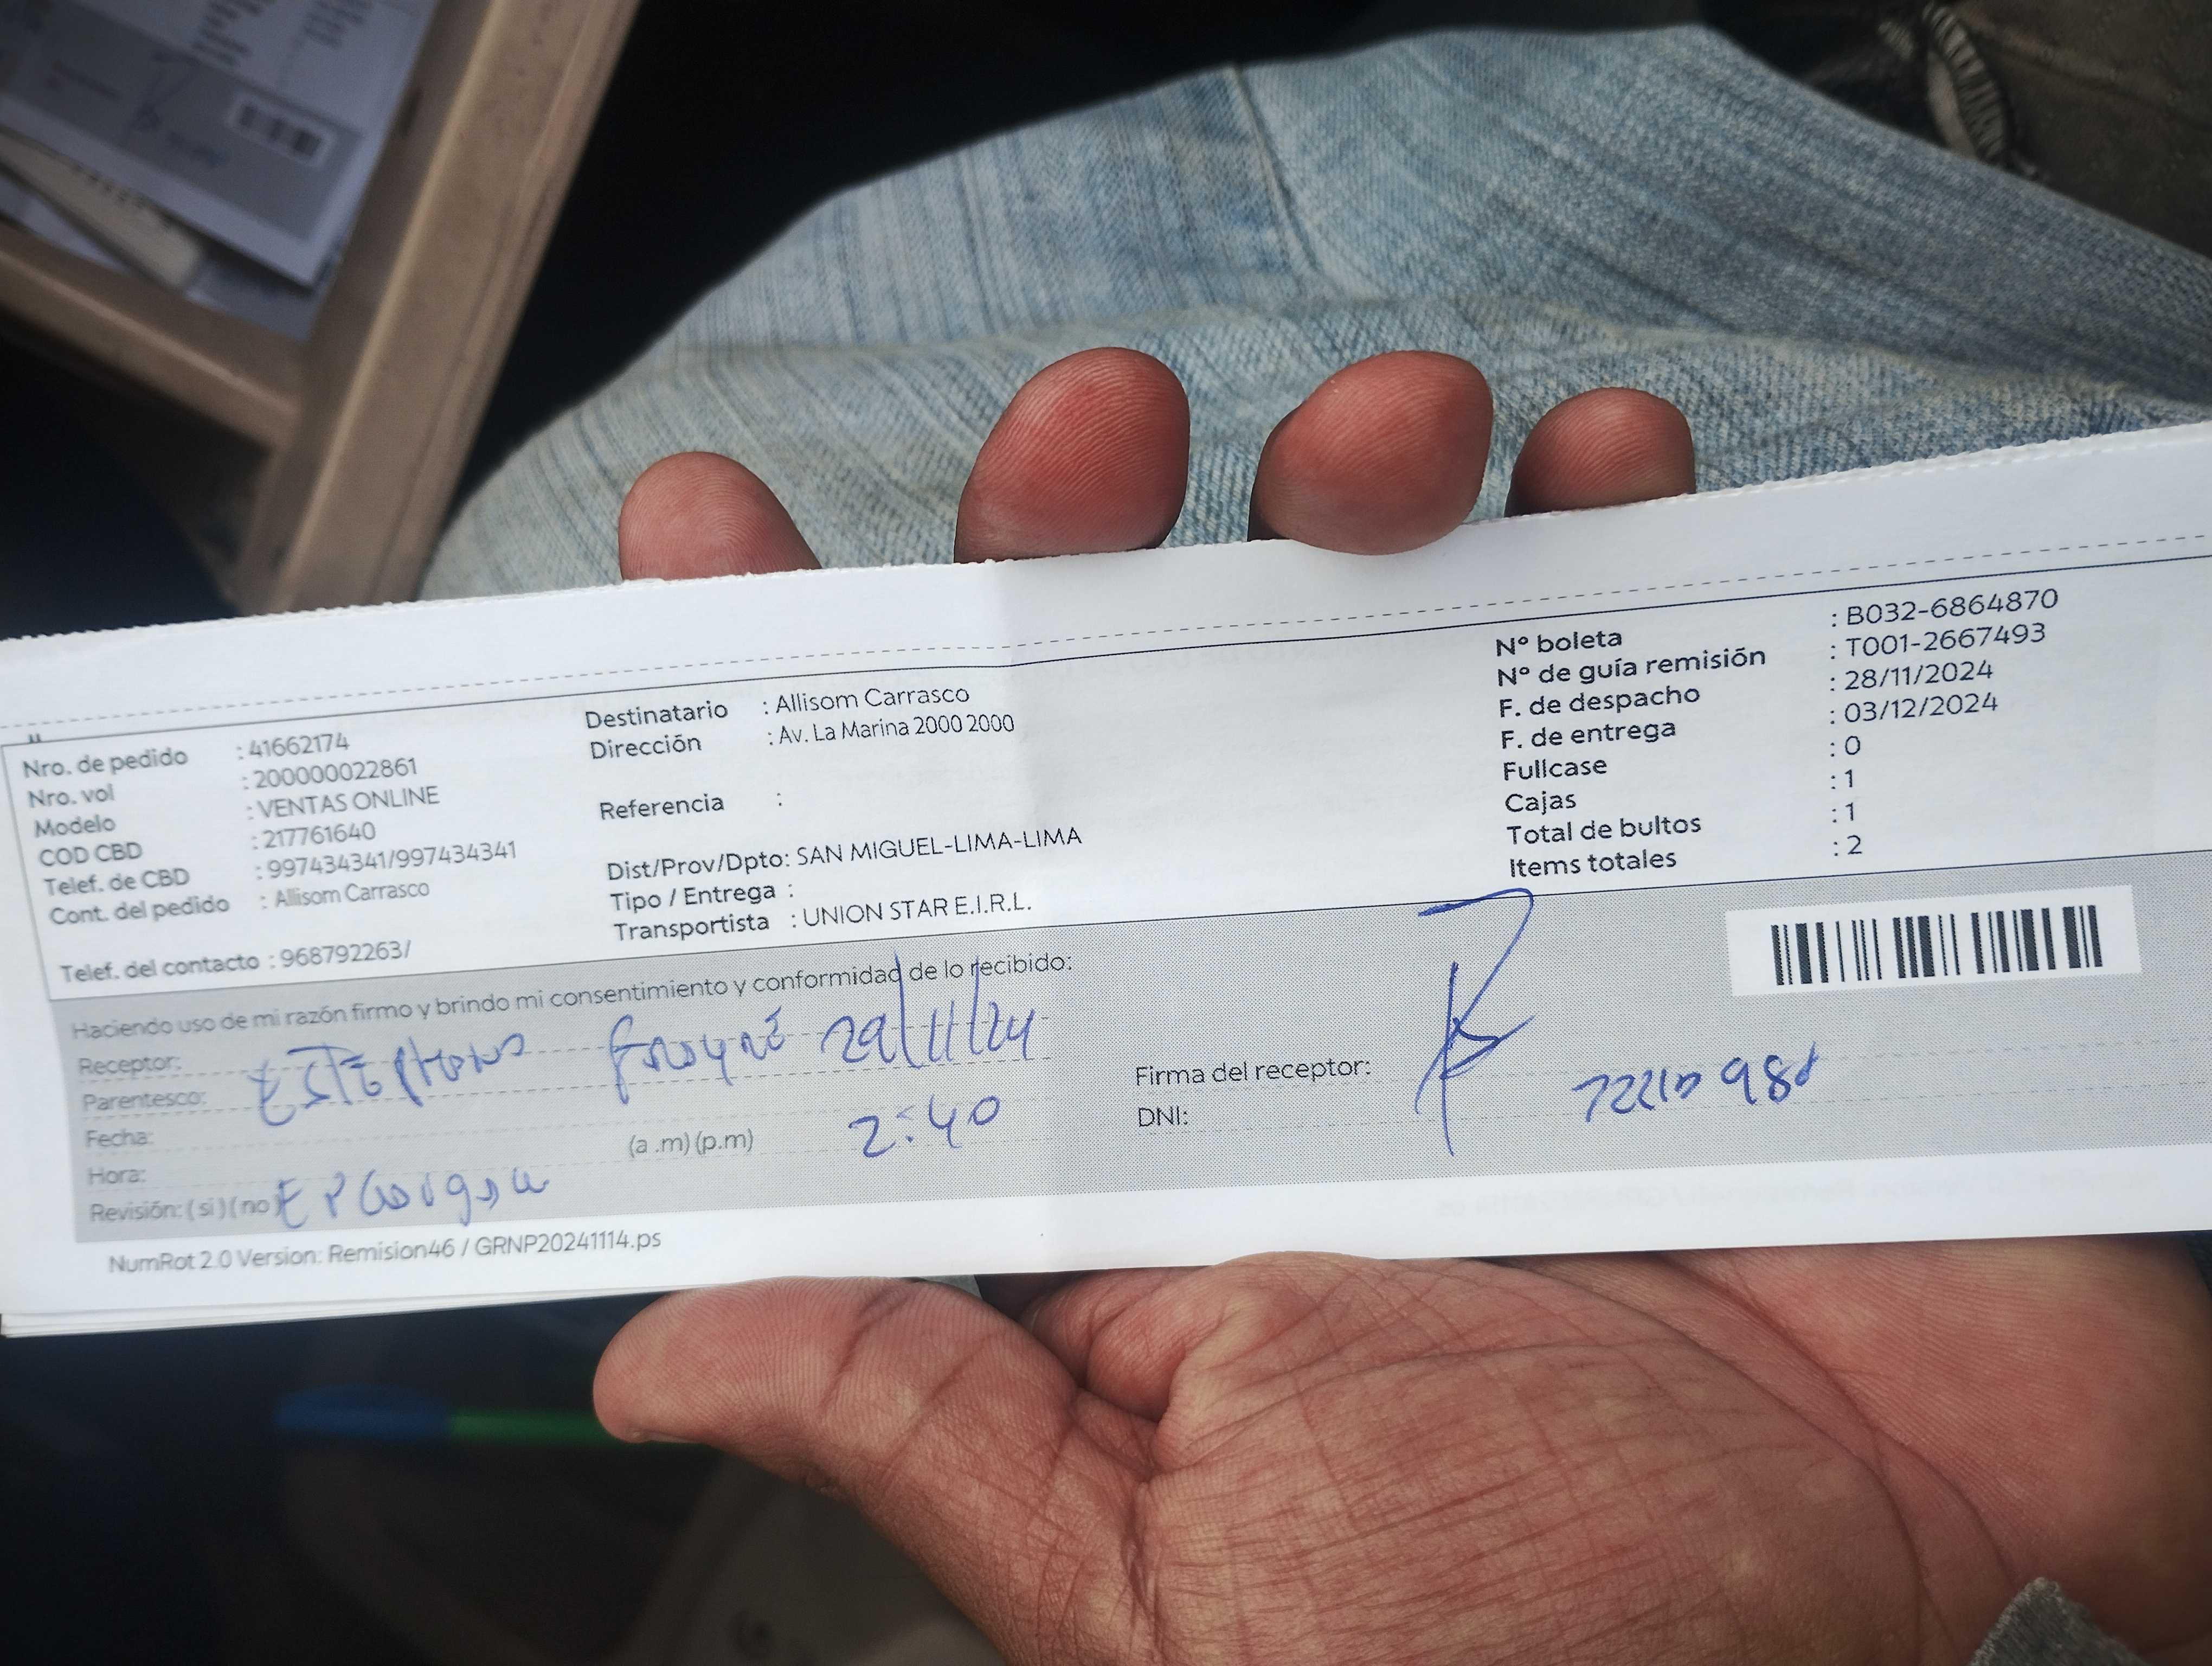 Nro. de pedido : 41662174
Nro. vol : 200000022861
Modelo : VENTAS ONLINE
COD CBD : 217761640
Telef. de CBD : 997434341/997434341
Cont. del pedido : Allisom Carrasco
Telef. del contacto : 968792263/
Destinatario : Allisom Carrasco
Dirección : Av. La Marina 2000 2000
Referencia :
Dist/Prov/Dpto: SAN MIGUEL-LIMA-LIMA
Tipo / Entrega :
Transportista : UNION STAR E.I.R.L.
Nº boleta : B032-6864870
Nº de guía remisión : T001-2667493
F. de despacho : 28/11/2024
F. de entrega : 03/12/2024
Fullcase : 0
Cajas : 1
Total de bultos : 1
Items totales : 2
Haciendo uso de mi razón firmo y brindo mi consentimiento y conformidad de lo recibido:
Receptor:
Parentesco: 29/11/24
Fecha:
Hora: (a .m) (p.m) 2:40
Revisión: ( si ) ( no
Firma del receptor:
DNI:
NumRot 2.0 Version: Remision46 / GRNP20241114.ps